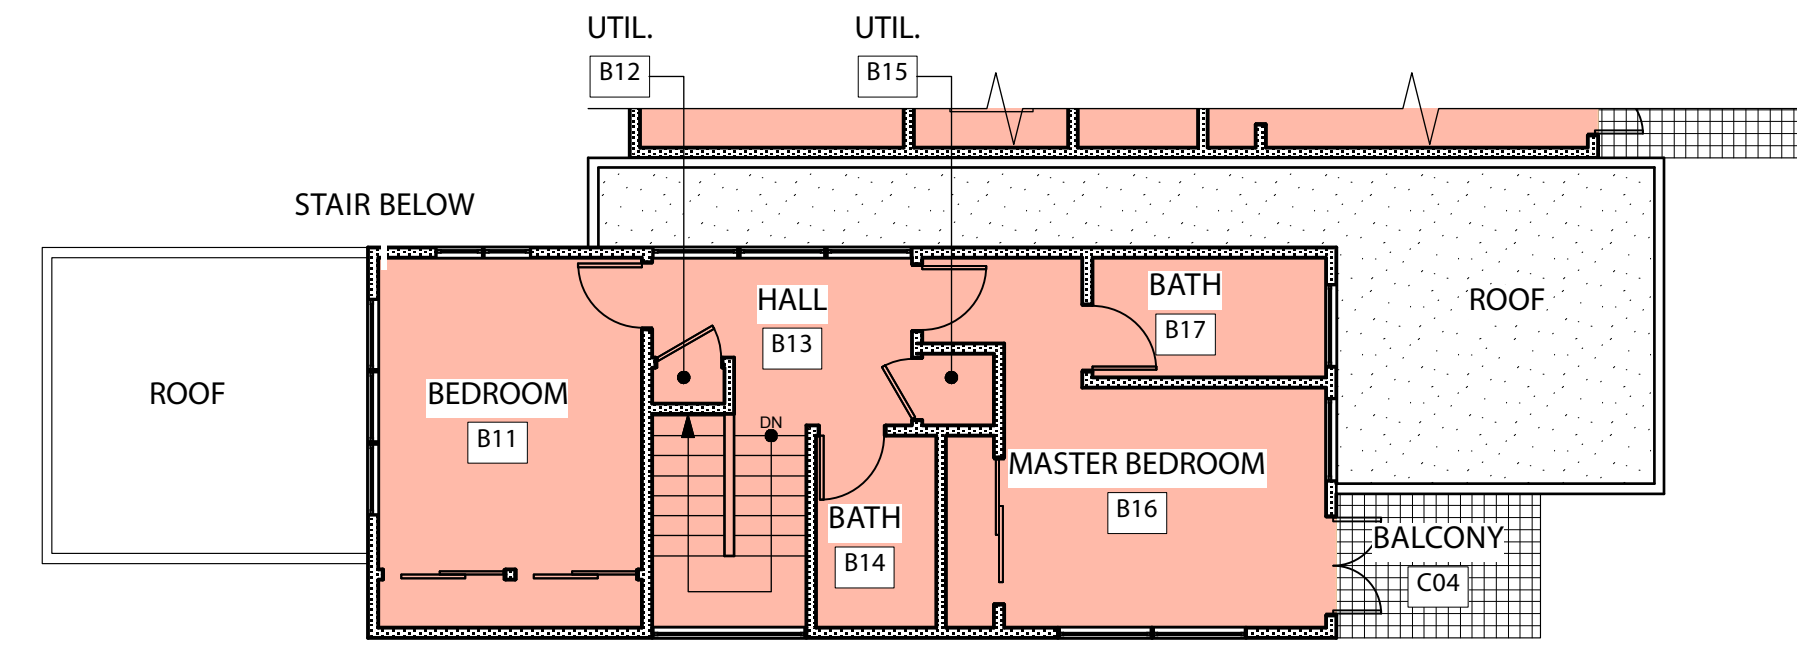 UTIL.
B12
UTIL.
B15
STAIR BELOW
HALL
B13
BATH
B17
ROOF
ROOF
BEDROOM
B11
DN
MASTER BEDROOM
B16
BATH
B14
BALCONY
C04